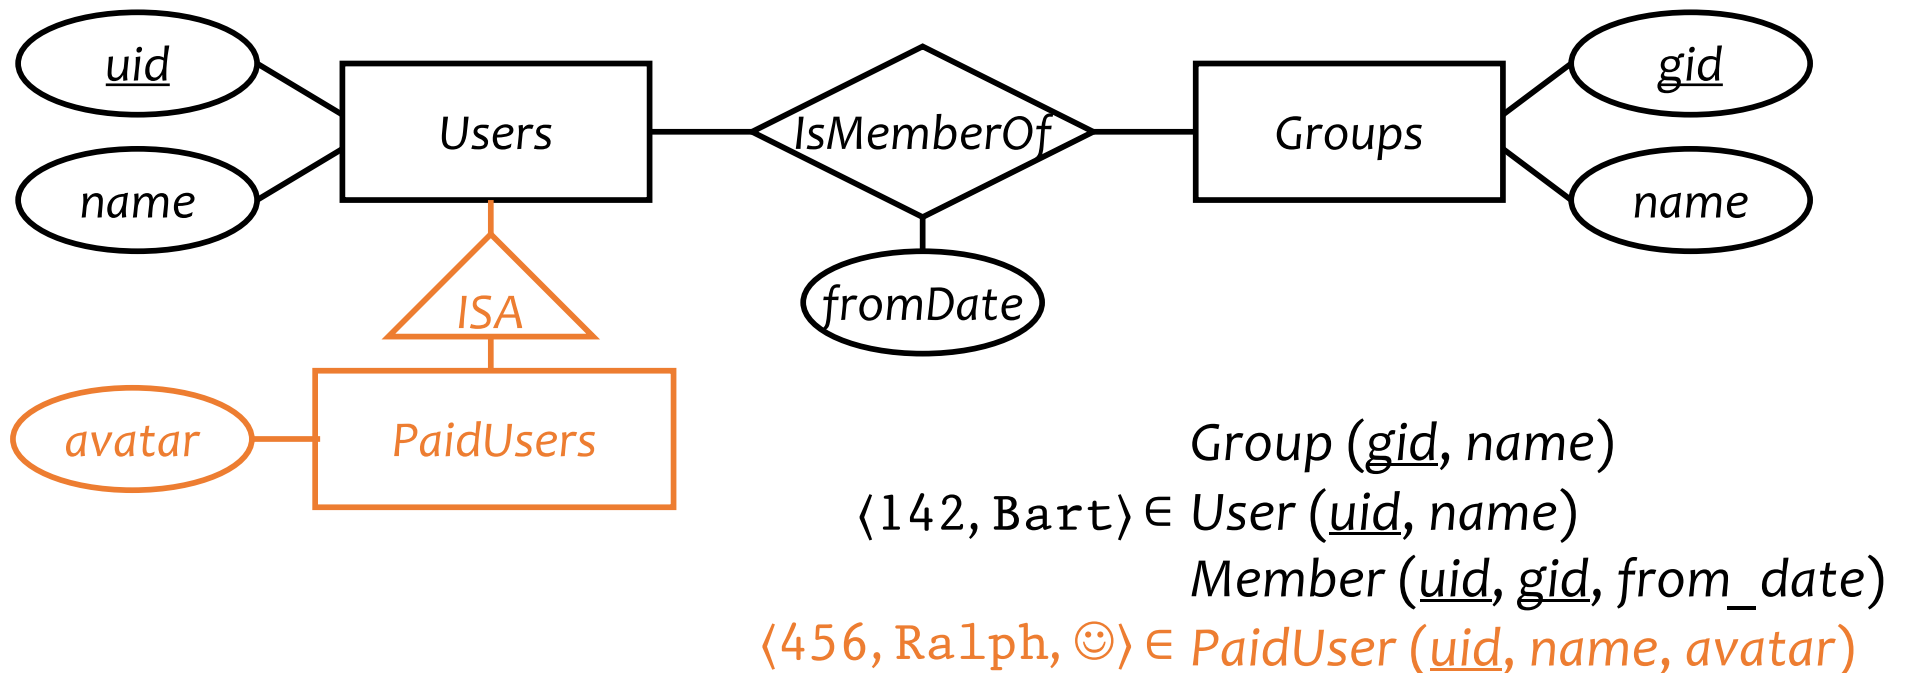 uid
name
Users
IsMemberOf
fromDate
Groups
gid
name
ISA
avatar
PaidUsers
Group (gid, name)
⟨142, Bart⟩ ∈ User (uid, name)
Member (uid, gid, from_date)
⟨456, Ralph, ☺⟩ ∈ PaidUser (uid, name, avatar)